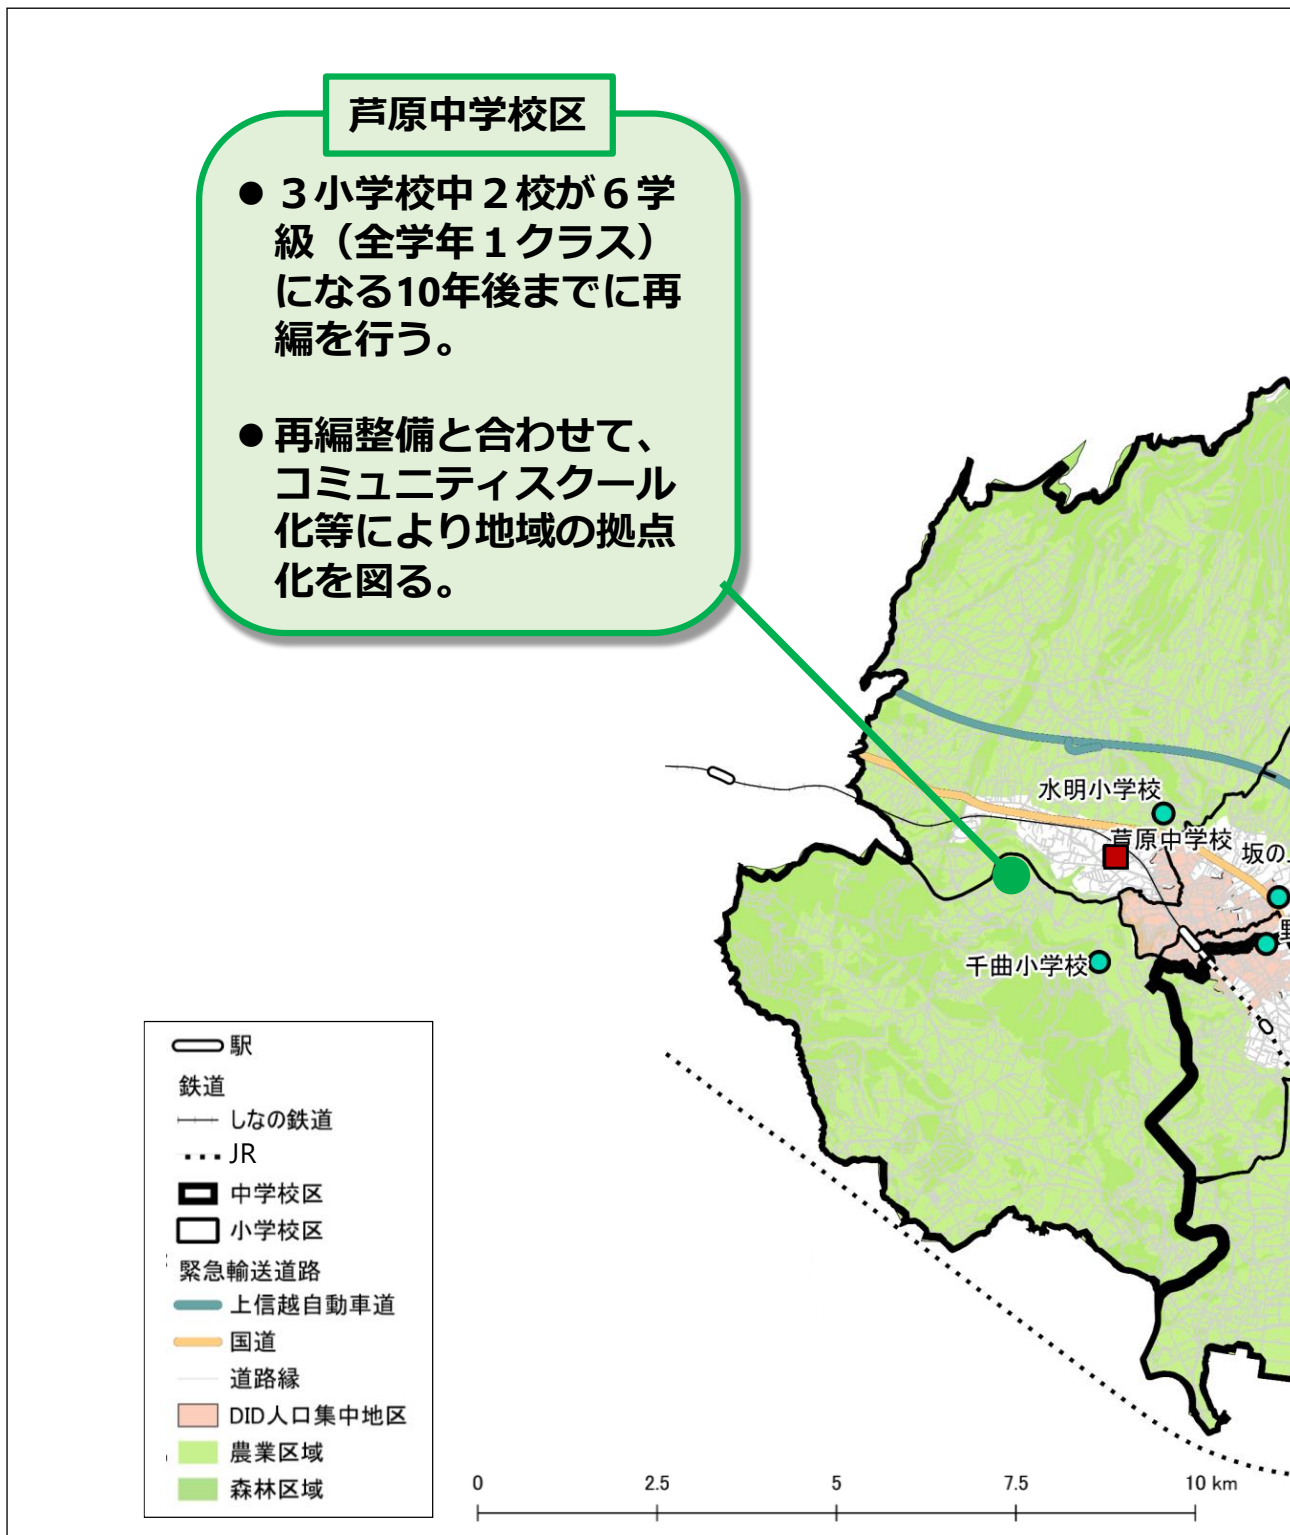 芦原中学校区
● ３小学校中２校が６学
級（全学年１クラス）
になる10年後までに再
編を行う。
● 再編整備と合わせて、
コミュニティスクール
化等により地域の拠点
化を図る。
水明小学校
芦原中学校
坂の
千曲小学校
駅
鉄道
しなの鉄道
JR
中学校区
小学校区
緊急輸送道路
上信越自動車道
国道
道路縁
DID人口集中地区
農業区域
森林区域
0 2.5 5 7.5 10 km